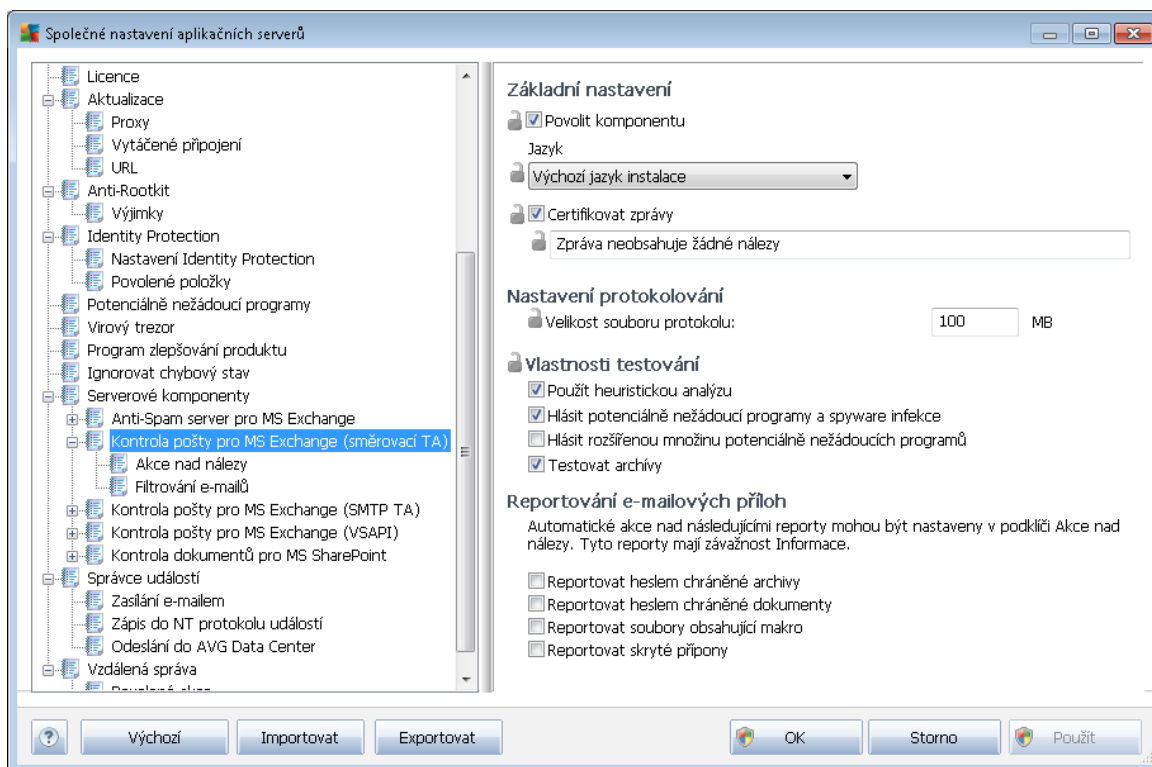 Společné nastavení aplikačních serverů
Licence
Aktualizace
Proxy
Vytáčené připojení
URL
Anti-Rootkit
Výjimky
Identity Protection
Nastavení Identity Protection
Povolené položky
Potenciálně nežádoucí programy
Virový trezor
Program zlepšování produktu
Ignorovat chybový stav
Serverové komponenty
Anti-Spam server pro MS Exchange
Kontrola pošty pro MS Exchange (směrovací TA)
Akce nad nálezy
Filtrování e-mailů
Kontrola pošty pro MS Exchange (SMTP TA)
Kontrola pošty pro MS Exchange (VSAPI)
Kontrola dokumentů pro MS SharePoint
Správce událostí
Zasílání e-mailem
Zápis do NT protokolu událostí
Odeslání do AVG Data Center
Vzdálená správa
Základní nastavení
Povolit komponentu
Jazyk
Výchozí jazyk instalace
Certifikovat zprávy
Zpráva neobsahuje žádné nálezy
Nastavení protokolování
Velikost souboru protokolu: 100 MB
Vlastnosti testování
Použít heuristickou analýzu
Hlásit potenciálně nežádoucí programy a spyware infekce
Hlásit rozšířenou množinu potenciálně nežádoucích programů
Testovat archívy
Reportování e-mailových příloh
Automatické akce nad následujícími reporty mohou být nastaveny v podklíči Akce nad
nálezy. Tyto reporty mají závažnost Informace.
Reportovat heslem chráněné archivy
Reportovat heslem chráněné dokumenty
Reportovat soubory obsahující makro
Reportovat skryté přípony
? Výchozí Importovat Exportovat OK Storno Použít